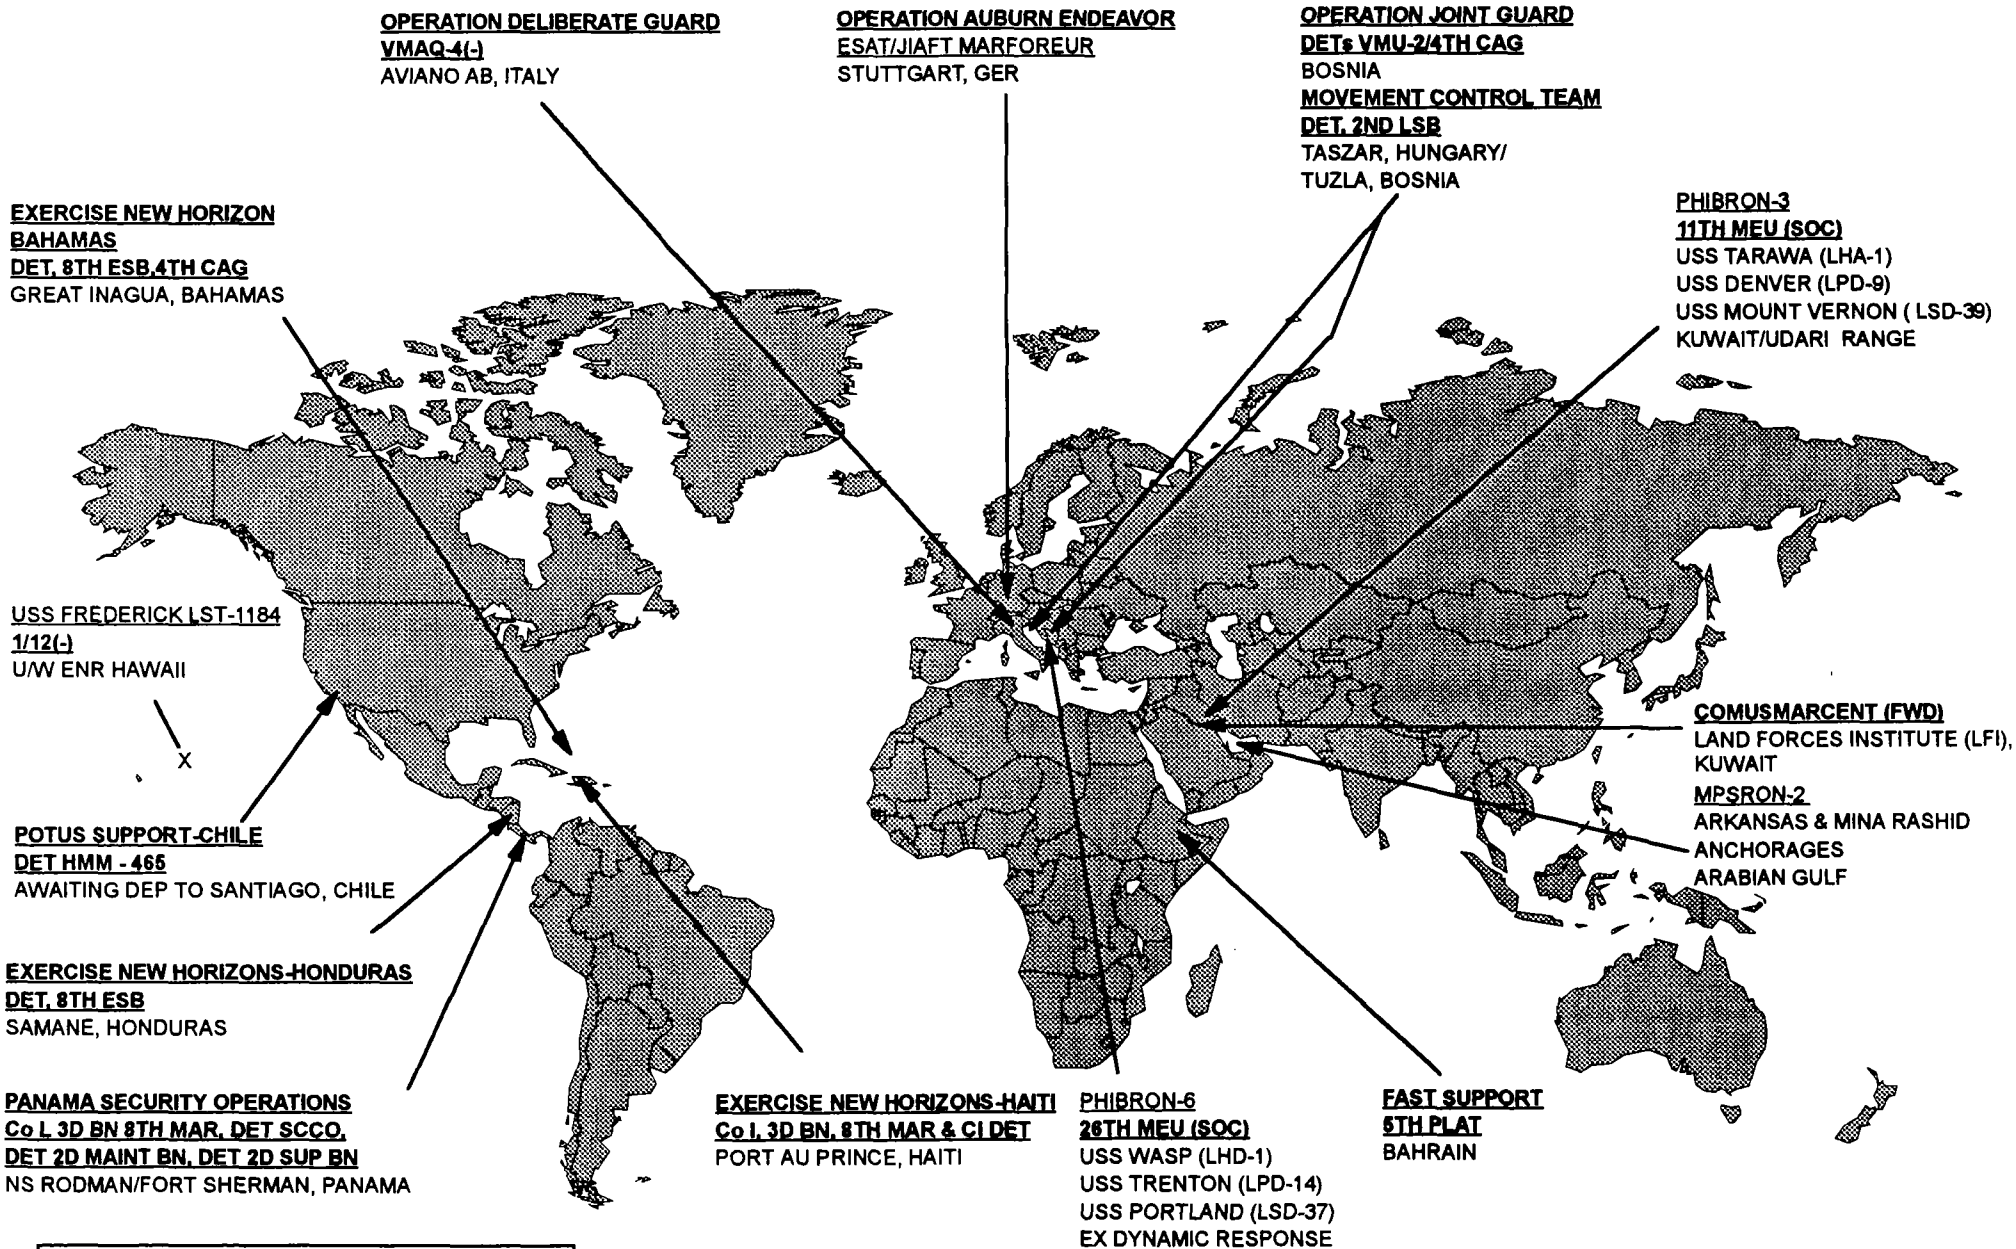 OPERATION DELIBERATE GUARD
VMAQ-4(-)
AVIANO AB, ITALY
OPERATION AUBURN ENDEAVOR
ESAT/JIAFT MARFOREUR
STUTTGART, GER
OPERATION JOINT GUARD
DETs VMU-2/4TH CAG
BOSNIA
MOVEMENT CONTROL TEAM
DET, 2ND LSB
TASZAR, HUNGARY/
TUZLA, BOSNIA
EXERCISE NEW HORIZON
BAHAMAS
DET, 8TH ESB,4TH CAG
GREAT INAGUA, BAHAMAS
PHIBRON-3
11TH MEU (SOC)
USS TARAWA (LHA-1)
USS DENVER (LPD-9)
USS MOUNT VERNON ( LSD-39)
KUWAIT/UDARI RANGE
USS FREDERICK LST-1184
1/12(-)
U/W ENR HAWAII
X
COMUSMARCENT (FWD)
LAND FORCES INSTITUTE (LFI),
KUWAIT
MPSRON-2
ARKANSAS & MINA RASHID
ANCHORAGES
ARABIAN GULF
POTUS SUPPORT-CHILE
DET HMM - 465
AWAITING DEP TO SANTIAGO, CHILE
EXERCISE NEW HORIZONS-HONDURAS
DET, 8TH ESB
SAMANE, HONDURAS
PANAMA SECURITY OPERATIONS
Co L 3D BN 8TH MAR, DET SCCO,
DET 2D MAINT BN, DET 2D SUP BN
NS RODMAN/FORT SHERMAN, PANAMA
EXERCISE NEW HORIZONS-HAITI
Co I, 3D BN, 8TH MAR & CI DET
PORT AU PRINCE, HAITI
PHIBRON-6
26TH MEU (SOC)
USS WASP (LHD-1)
USS TRENTON (LPD-14)
USS PORTLAND (LSD-37)
EX DYNAMIC RESPONSE
FAST SUPPORT
5TH PLAT
BAHRAIN